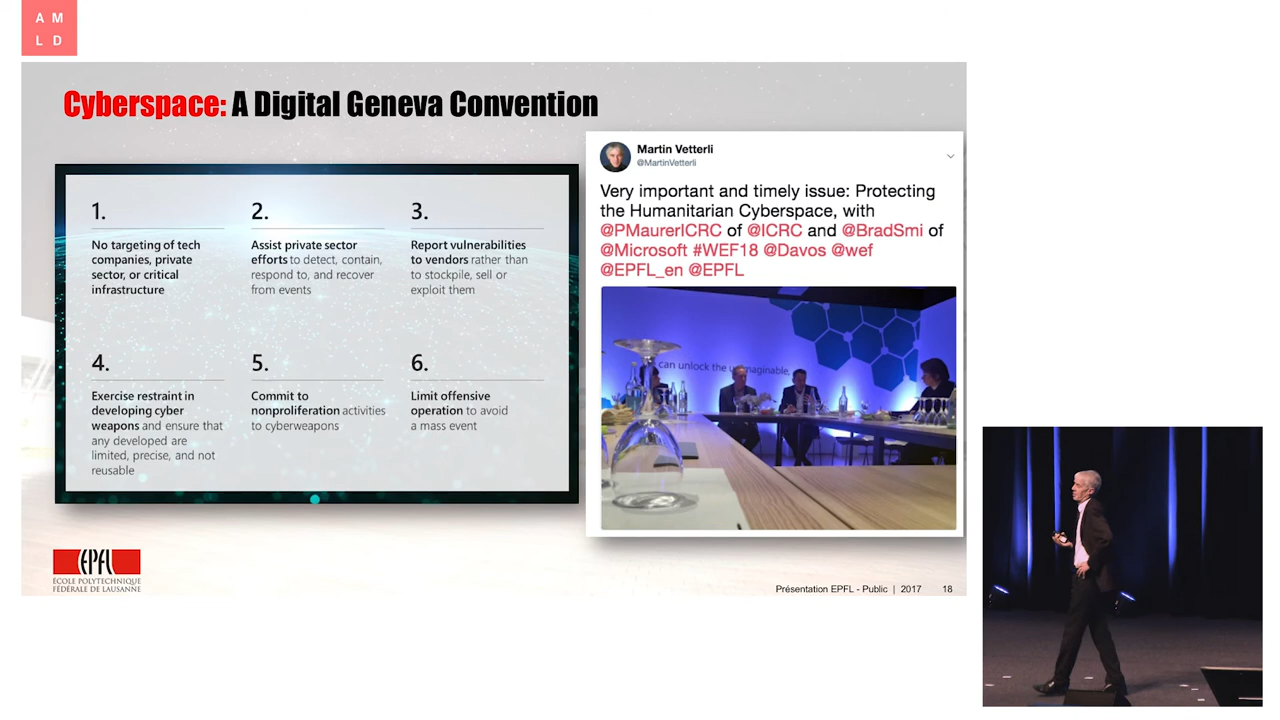 A M
L D
Cyberspace: A Digital Geneva Convention
1.
No targeting of tech
companies, private
sector, or critical
infrastructure
2.
Assist private sector
efforts to detect, contain,
respond to, and recover
from events
3.
Report vulnerabilities
to vendors rather than
to stockpile, sell or
exploit them
4.
Exercise restraint in
developing cyber
weapons and ensure that
any developed are
limited, precise, and not
reusable
5.
Commit to
nonproliferation activities
to cyberweapons
6.
Limit offensive
operation to avoid
a mass event
Martin Vetterli
@MartinVetterli
Very important and timely issue: Protecting
the Humanitarian Cyberspace, with
@PMaurerICRC of @ICRC and @BradSmi of
@Microsoft #WEF18 @Davos @wef
@EPFL_en @EPFL
can unlock the
EPFL
ÉCOLE POLYTECHNIQUE
FÉDÉRALE DE LAUSANNE
Présentation EPFL - Public | 2017 18